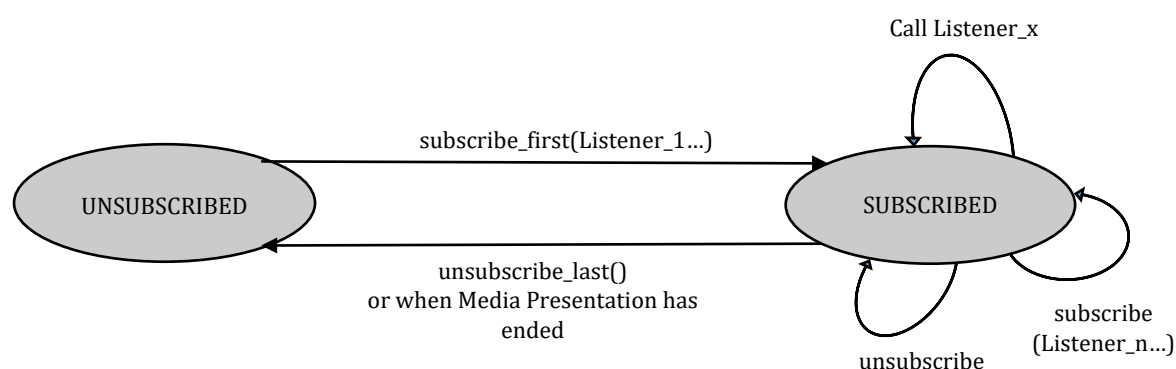 Call Listener_x
subscribe_first(Listener_1…)
UNSUBSCRIBED
SUBSCRIBED
unsubscribe_last()
or when Media Presentation has
ended
subscribe
(Listener_n…)
unsubscribe